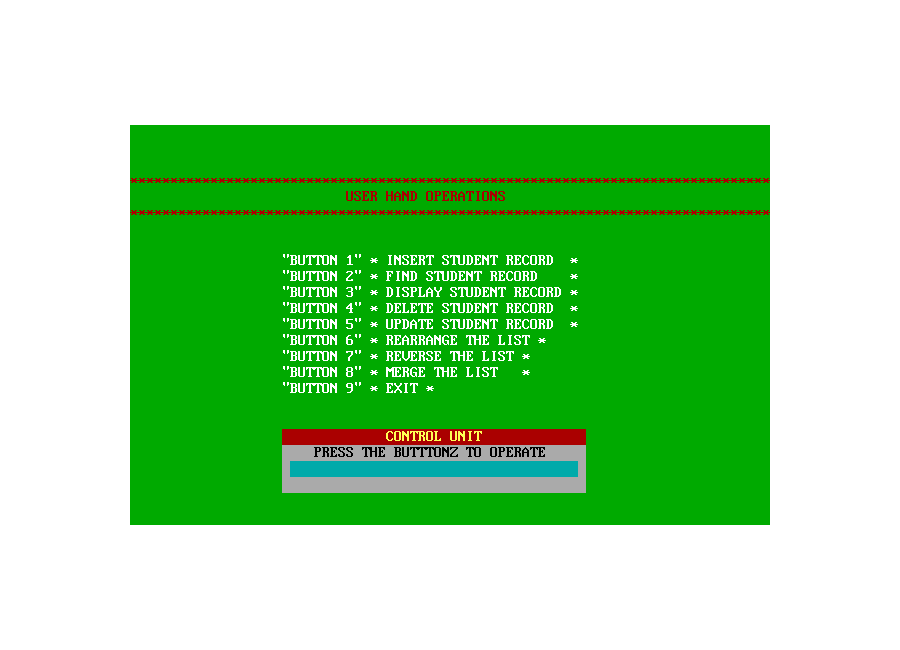 ********************************************************************************
USER HAND OPERATIONS
********************************************************************************
"BUTTON 1" * INSERT STUDENT RECORD  *
"BUTTON 2" * FIND STUDENT RECORD    *
"BUTTON 3" * DISPLAY STUDENT RECORD *
"BUTTON 4" * DELETE STUDENT RECORD  *
"BUTTON 5" * UPDATE STUDENT RECORD  *
"BUTTON 6" * REARRANGE THE LIST *
"BUTTON 7" * REVERSE THE LIST *
"BUTTON 8" * MERGE THE LIST   *
"BUTTON 9" * EXIT *
CONTROL UNIT
PRESS THE BUTTTONZ TO OPERATE